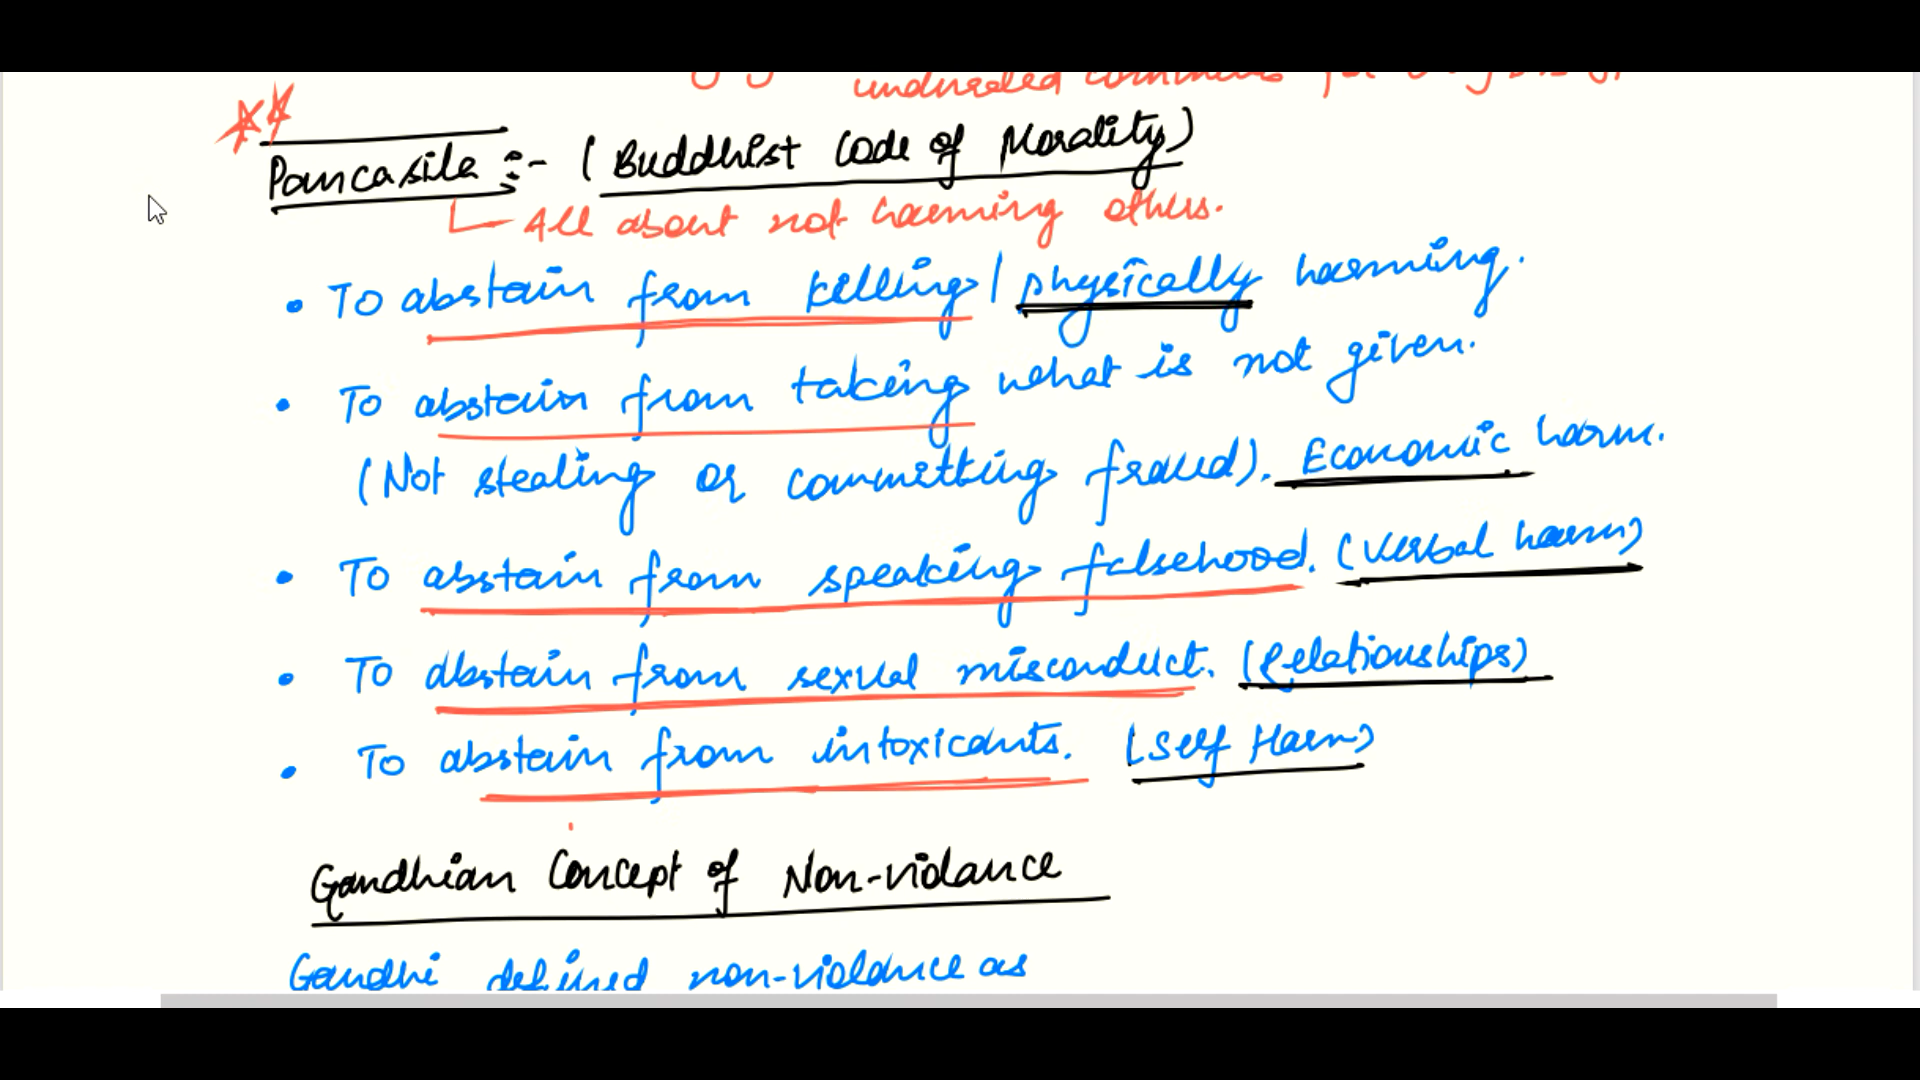 Pancasila :- (Buddhist Code of Morality)
All about not harming others.
• To abstain from killing/physically harming.
• To abstain from taking what is not given.
(Not stealing or committing fraud). Economic harm.
• To abstain from speaking falsehood. (Verbal harm)
• To abstain from sexual misconduct. (Relationships)
• To abstain from intoxicants. (Self Harm)
Gandhian Concept of Non-violance
Gandhi defined non-violance as